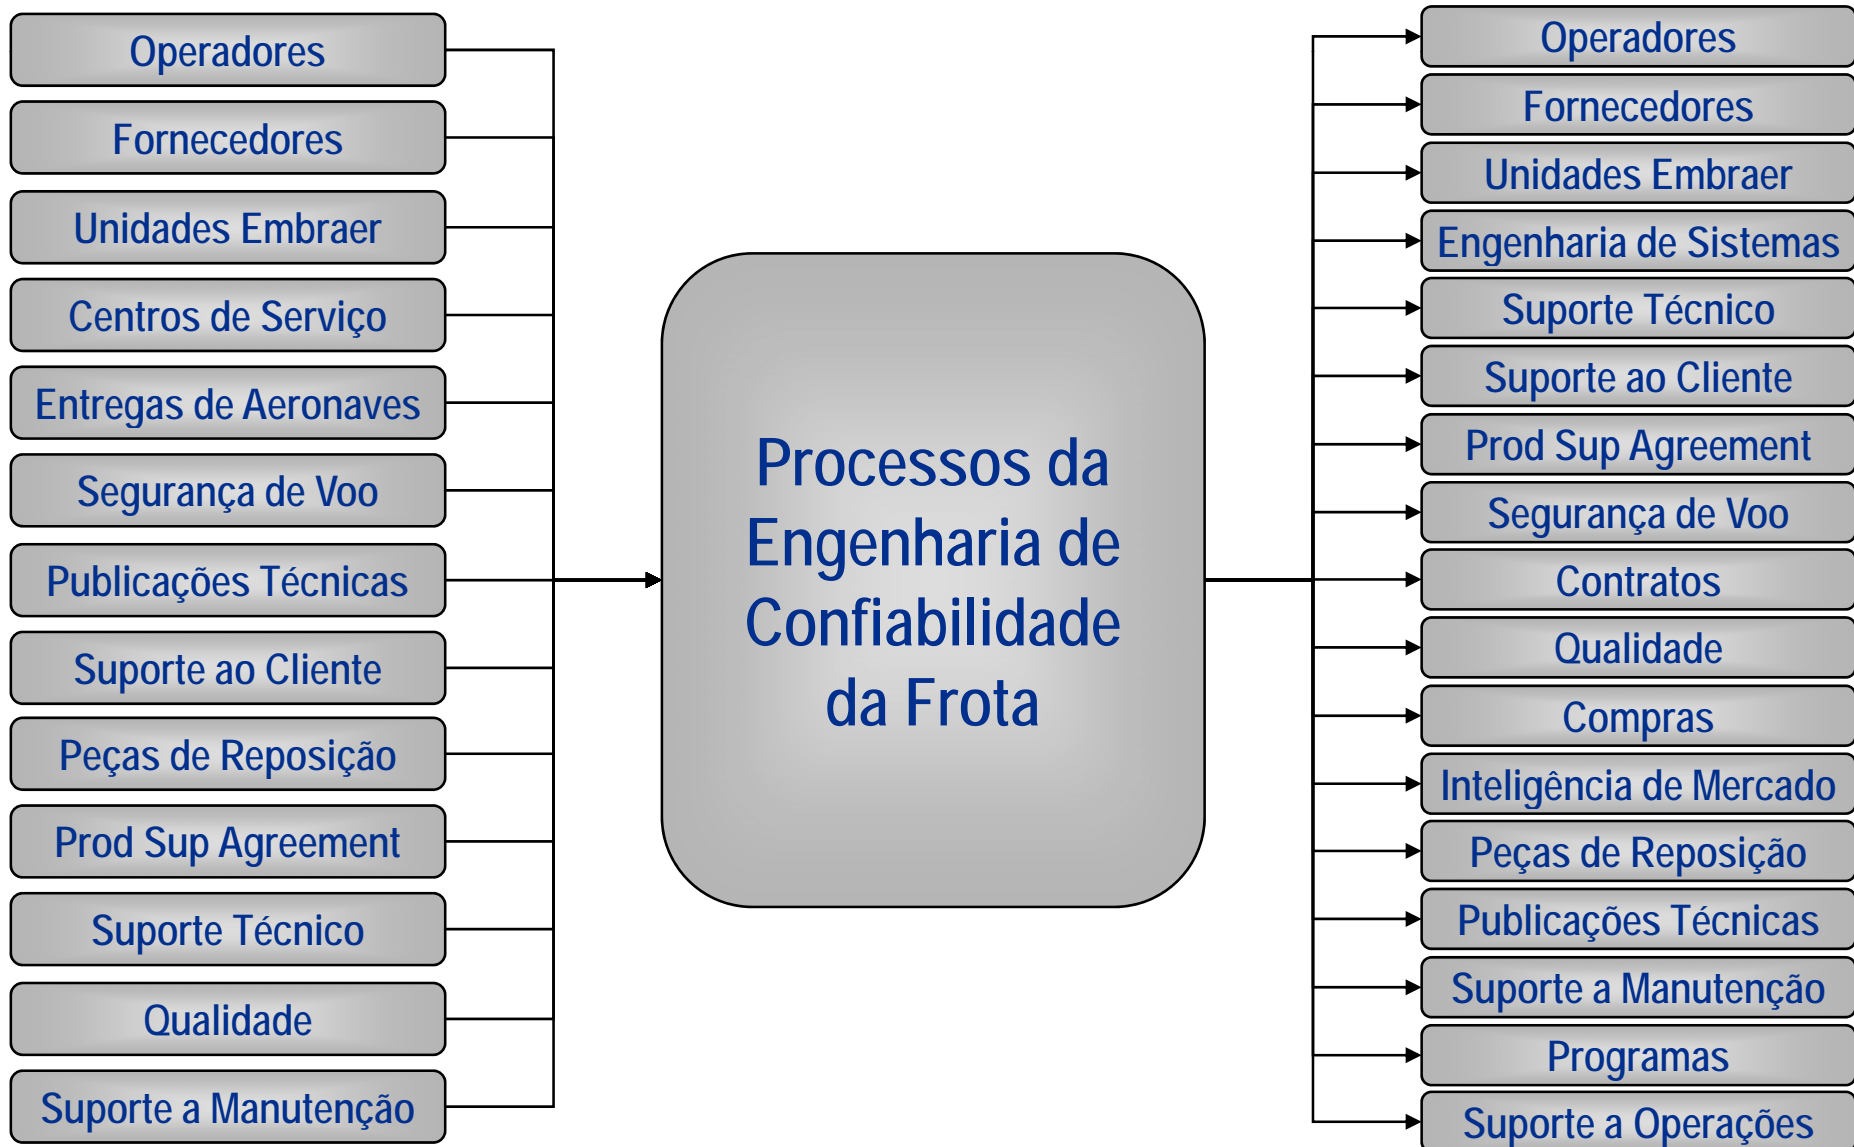 Operadores
Fornecedores
Unidades Embraer
Centros de Serviço
Entregas de Aeronaves
Segurança de Voo
Publicações Técnicas
Suporte ao Cliente
Peças de Reposição
Prod Sup Agreement
Suporte Técnico
Qualidade
Suporte a Manutenção
Processos da
Engenharia de
Confiabilidade
da Frota
Operadores
Fornecedores
Unidades Embraer
Engenharia de Sistemas
Suporte Técnico
Suporte ao Cliente
Prod Sup Agreement
Segurança de Voo
Contratos
Qualidade
Compras
Inteligência de Mercado
Peças de Reposição
Publicações Técnicas
Suporte a Manutenção
Programas
Suporte a Operações